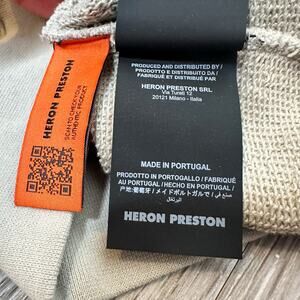 HERON PRESTON
SCAN TO CHECK YOUR
AUTHENTIC PRODUCT
PRODUCED AND DISTRIBUTED BY /
PRODOTTO E DISTRIBUITO DA /
FABRIQUÉ ET DISTRIBUÉ PAR
HERON PRESTON SRL
Via Turati 12
20121 Milano - Italia
MADE IN PORTUGAL
PRODOTTO IN PORTOGALLO / FABRIQUÉ
AU PORTUGAL / HECHO EN PORTUGAL /
产地:葡萄牙 / メイドポルトガルで / صنع في
البرتغال
HERON PRESTON